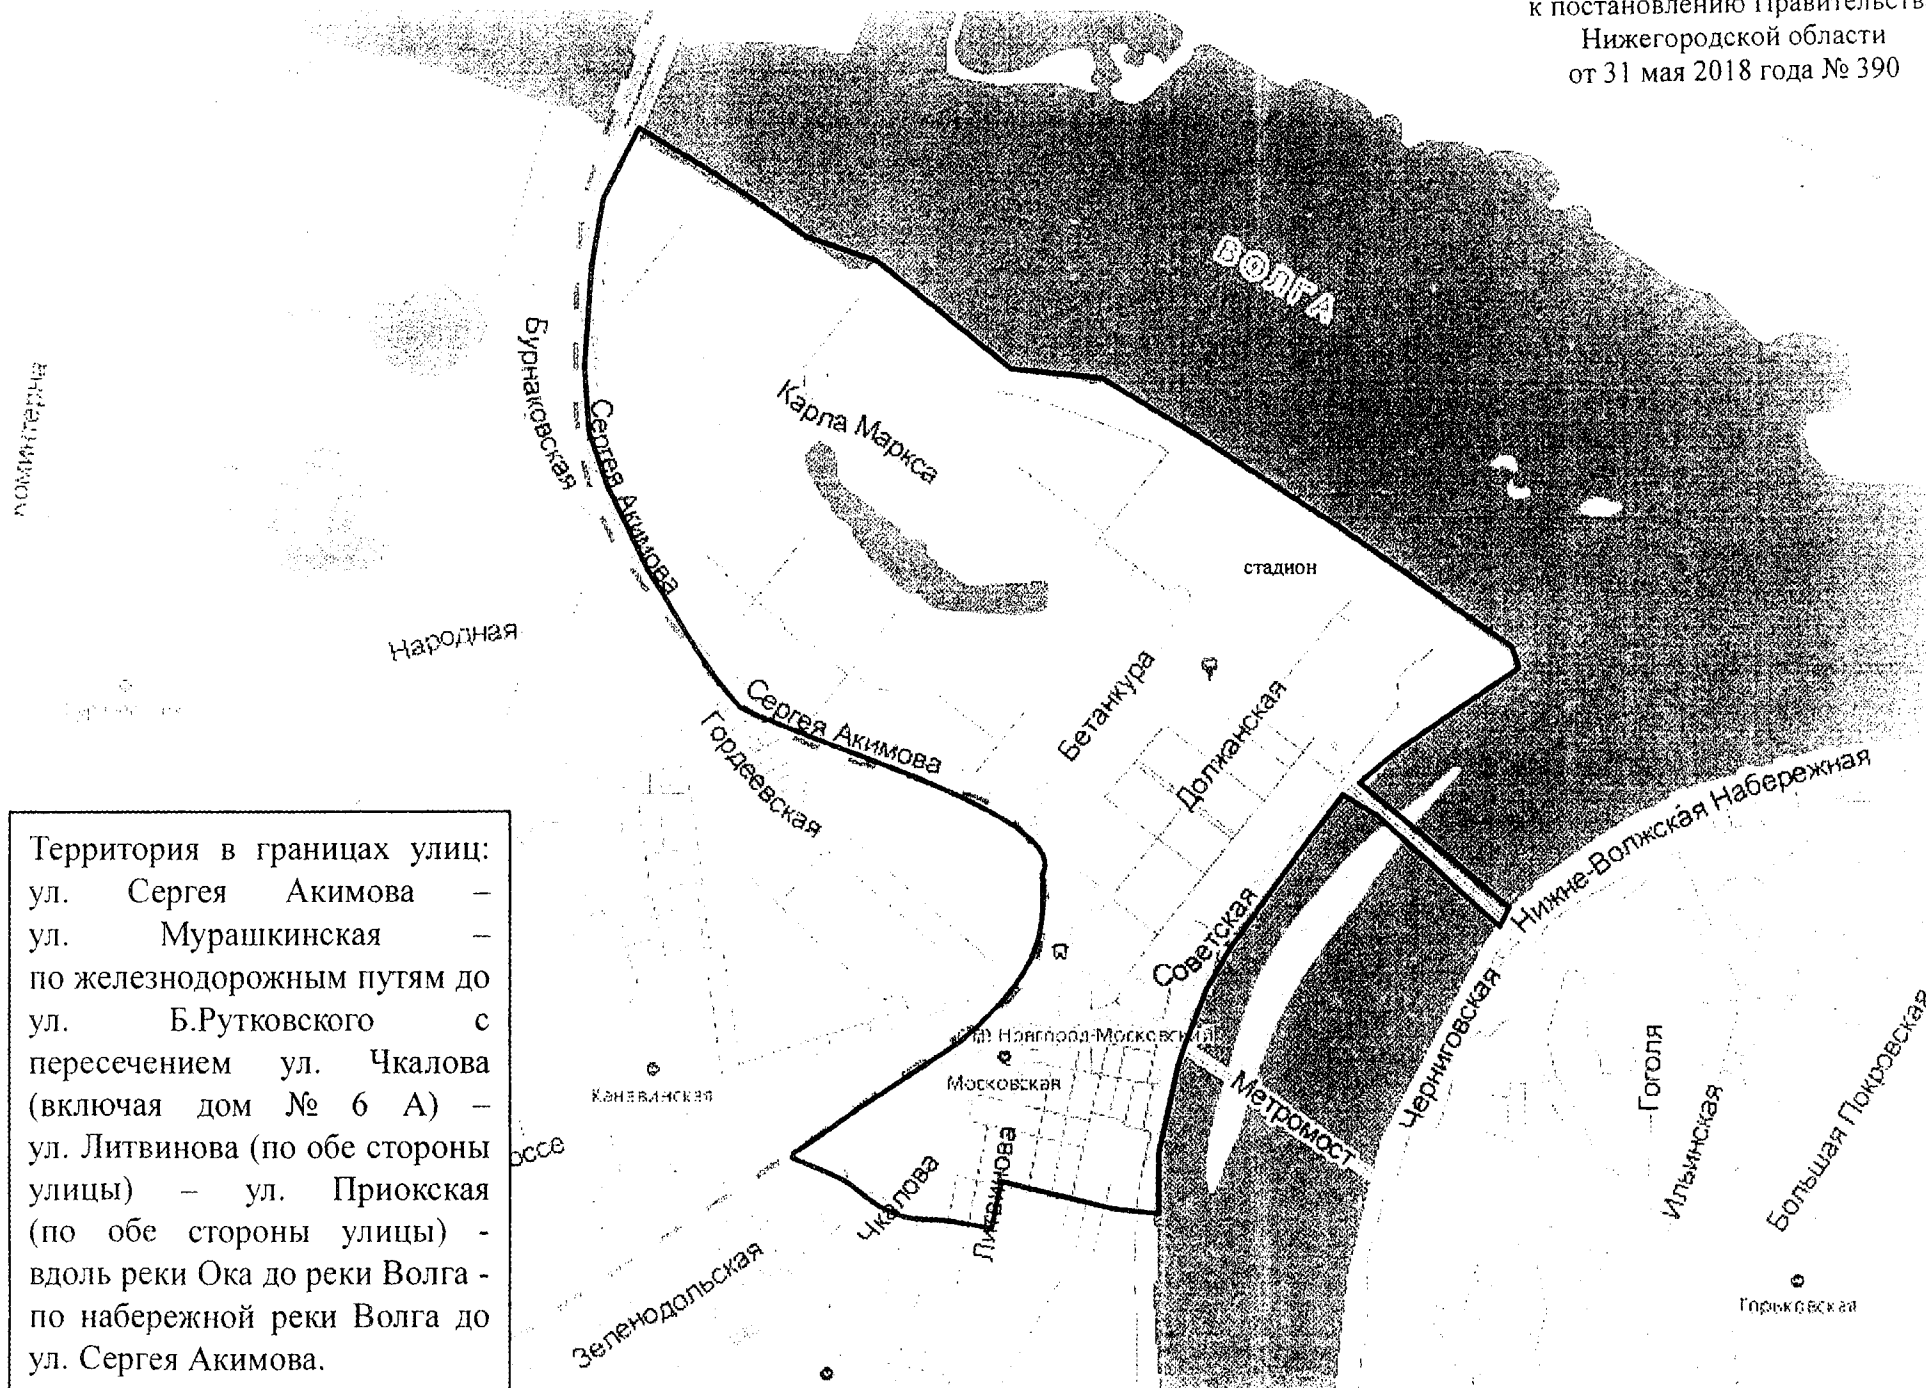 к постановлению Правительств
Нижегородской области
от 31 мая 2018 года № 390
ВОЛГА
Бурнаковская
Карла Маркса
Коминтерна
Сергея Акимова
стадион
Народная
Бетанкура
Должанская
Сергея Акимова
Гордеевская
Нижне-Волжская Набережная
Советская
Территория в границах улиц:
ул. Сергея Акимова –
ул. Мурашкинская –
по железнодорожным путям до
ул. Б.Рутковского с
пересечением ул. Чкалова
(включая дом № 6 А) –
ул. Литвинова (по обе стороны
улицы) – ул. Приокская
(по обе стороны улицы) -
вдоль реки Ока до реки Волга -
по набережной реки Волга до
ул. Сергея Акимова.
Новгород-Московский
Московская
Канавинская
Метромост
Черниговская
Гоголя
Ильинская
Большая Покровская
оссе
Чкалова
Литвинова
Зеленодольская
Горьковская